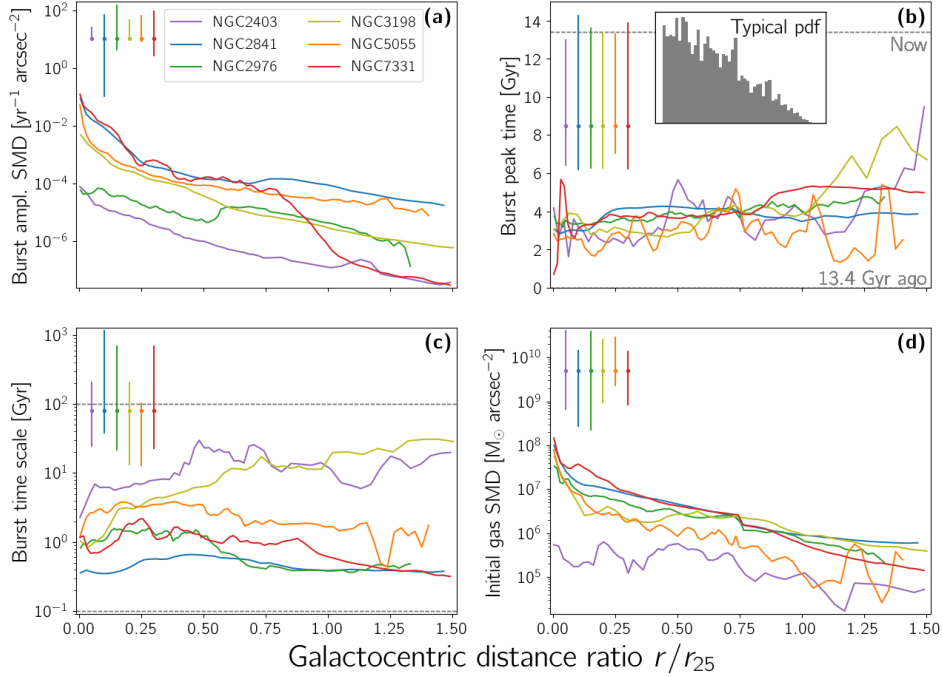 (a)
NGC2403
NGC2841
NGC2976
NGC3198
NGC5055
NGC7331
Burst ampl. SMD [yr⁻¹ arcsec⁻²]
10²
10⁰
10⁻²
10⁻⁴
10⁻⁶
(b)
Typical pdf
Now
13.4 Gyr ago
Burst peak time [Gyr]
14
12
10
8
6
4
2
0
(c)
Burst time scale [Gyr]
10³
10²
10¹
10⁰
10⁻¹
0.00 0.25 0.50 0.75 1.00 1.25 1.50
(d)
Initial gas SMD [M⊙ arcsec⁻²]
10¹⁰
10⁹
10⁸
10⁷
10⁶
10⁵
0.00 0.25 0.50 0.75 1.00 1.25 1.50
Galactocentric distance ratio r/r₂₅